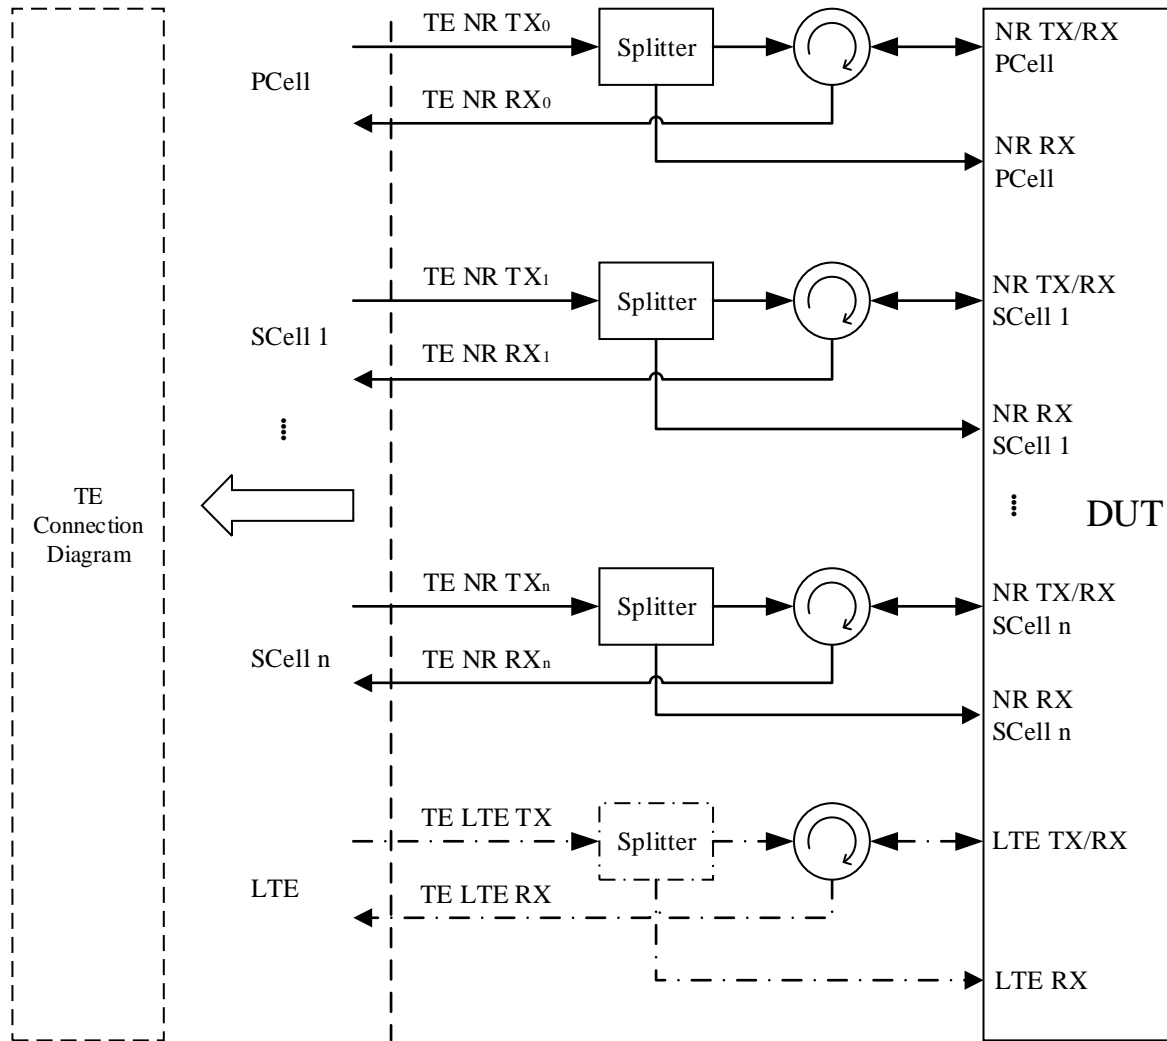 TE NR TX0
Splitter
NR TX/RX
PCell
PCell
TE NR RX0
NR RX
PCell
TE NR TX1
Splitter
NR TX/RX
SCell 1
SCell 1
TE NR RX1
NR RX
SCell 1
TE
Connection
Diagram
DUT
TE NR TXn
Splitter
NR TX/RX
SCell n
SCell n
TE NR RXn
NR RX
SCell n
TE LTE TX
Splitter
LTE TX/RX
LTE
TE LTE RX
LTE RX